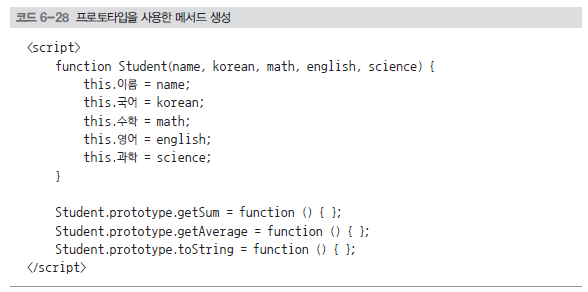 코드 6-28 프로토타입을 사용한 메서드 생성
<script>
function Student(name, korean, math, english, science) {
this.이름 = name;
this.국어 = korean;
this.수학 = math;
this.영어 = english;
this.과학 = science;
}
Student.prototype.getSum = function () { };
Student.prototype.getAverage = function () { };
Student.prototype.toString = function () { };
</script>